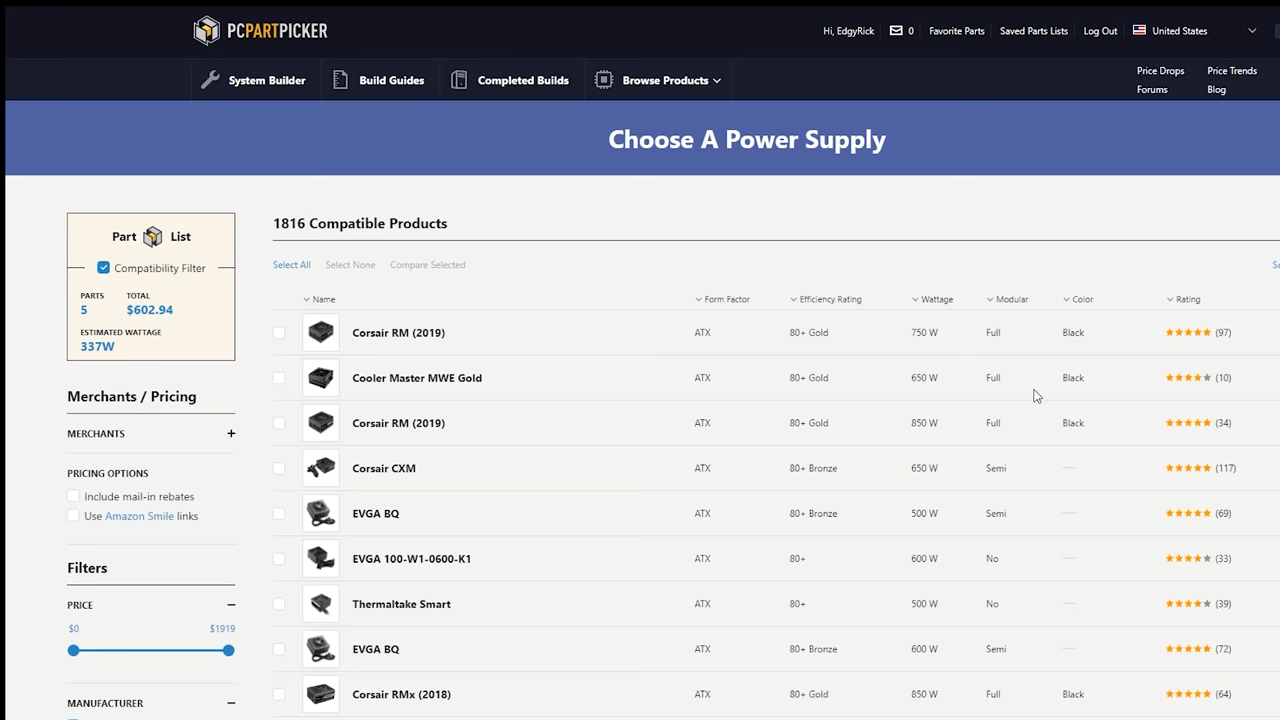 PCPARTPICKER
Hi, EdgyRick 0 Favorite Parts Saved Parts Lists Log Out United States
System Builder Build Guides Completed Builds Browse Products
Price Drops Price Trends
Forums Blog
Choose A Power Supply
Part List
Compatibility Filter
PARTS TOTAL
5 $602.94
ESTIMATED WATTAGE
337W
Merchants / Pricing
MERCHANTS +
PRICING OPTIONS
Include mail-in rebates
Use Amazon Smile links
Filters
PRICE −
$0 $1919
MANUFACTURER −
1816 Compatible Products
Select All Select None Compare Selected
Name Form Factor Efficiency Rating Wattage Modular Color Rating
Corsair RM (2019) ATX 80+ Gold 750 W Full Black (97)
Cooler Master MWE Gold ATX 80+ Gold 650 W Full Black (10)
Corsair RM (2019) ATX 80+ Gold 850 W Full Black (34)
Corsair CXM ATX 80+ Bronze 650 W Semi — (117)
EVGA BQ ATX 80+ Bronze 500 W Semi — (69)
EVGA 100-W1-0600-K1 ATX 80+ 600 W No — (33)
Thermaltake Smart ATX 80+ 500 W No — (39)
EVGA BQ ATX 80+ Bronze 600 W Semi — (72)
Corsair RMx (2018) ATX 80+ Gold 850 W Full Black (64)